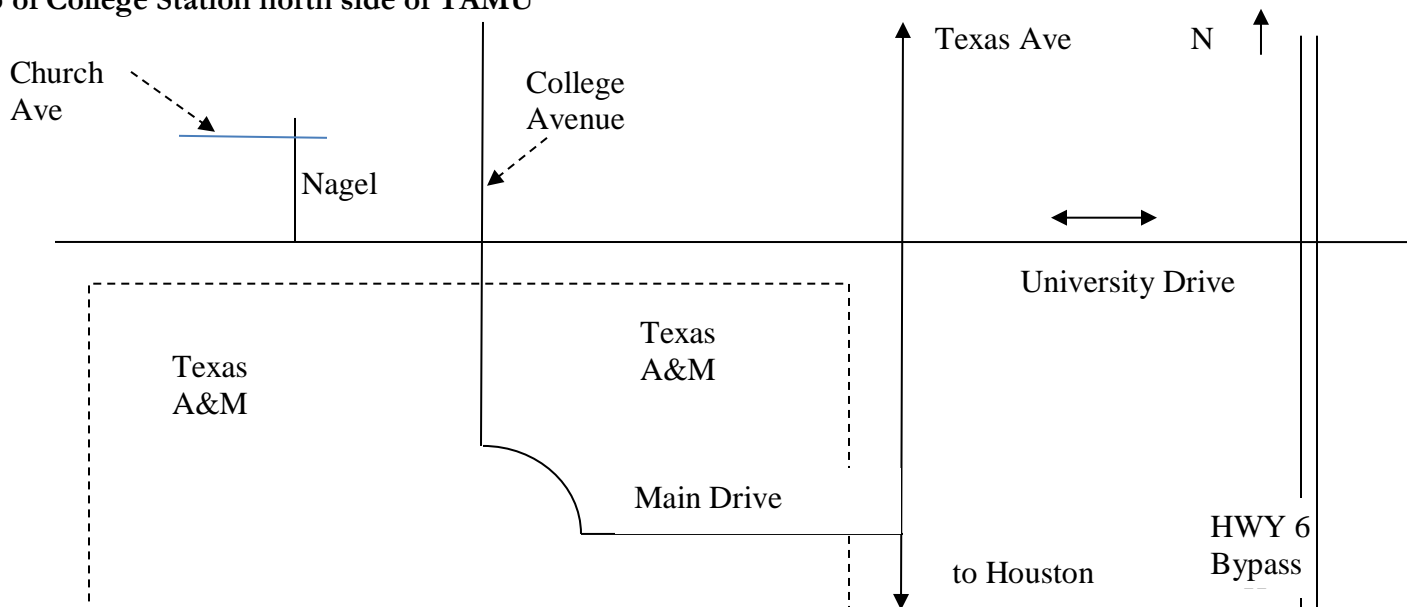 of College Station north side of TAMU
Texas Ave
N
Church
Ave
College
Avenue
Nagel
University Drive
Texas
A&M
Texas
A&M
Main Drive
HWY 6
Bypass
to Houston